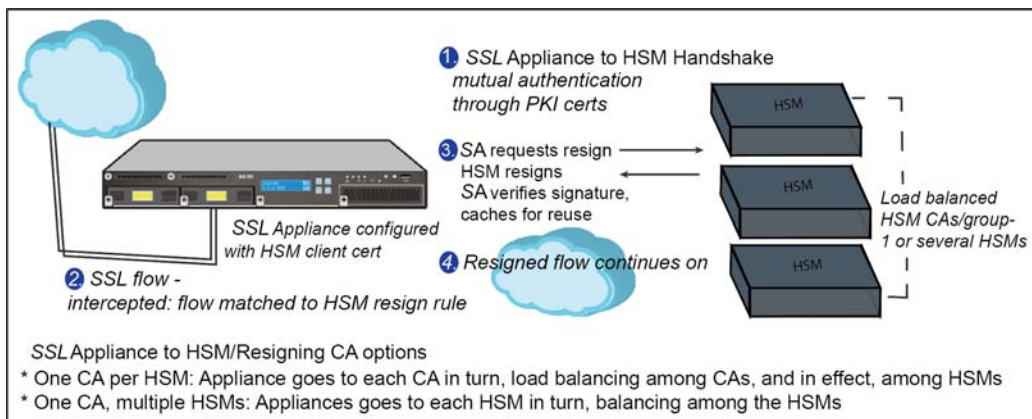 1. SSL Appliance to HSM Handshake
mutual authentication
through PKI certs
HSM
3. SA requests resign
HSM resigns
SA verifies signature,
caches for reuse
HSM
Load balanced
HSM CAs/group-
1 or several HSMs
SSL Appliance configured
with HSM client cert
HSM
2. SSL flow -
intercepted: flow matched to HSM resign rule
4. Resigned flow continues on
SSL Appliance to HSM/Resigning CA options
* One CA per HSM: Appliance goes to each CA in turn, load balancing among CAs, and in effect, among HSMs
* One CA, multiple HSMs: Appliances goes to each HSM in turn, balancing among the HSMs